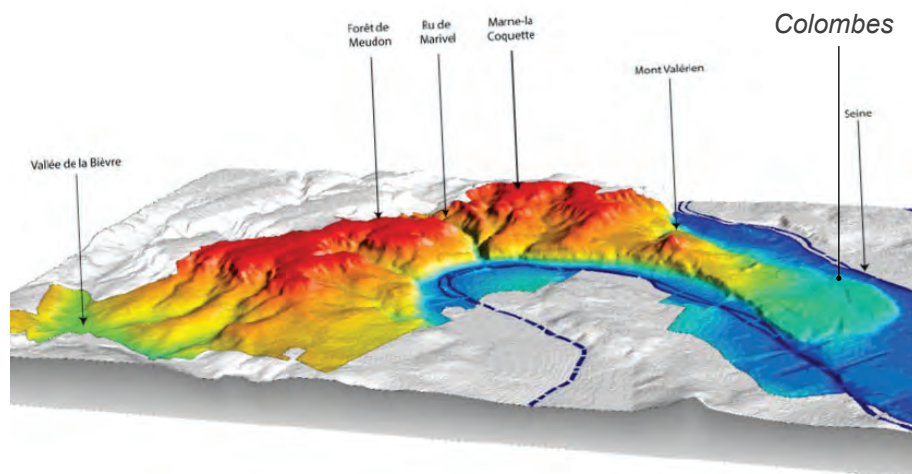 Colombes
Forêt de
Meudon
Ru de
Marivel
Marne-la
Coquette
Mont Valérien
Seine
Vallée de la Bièvre